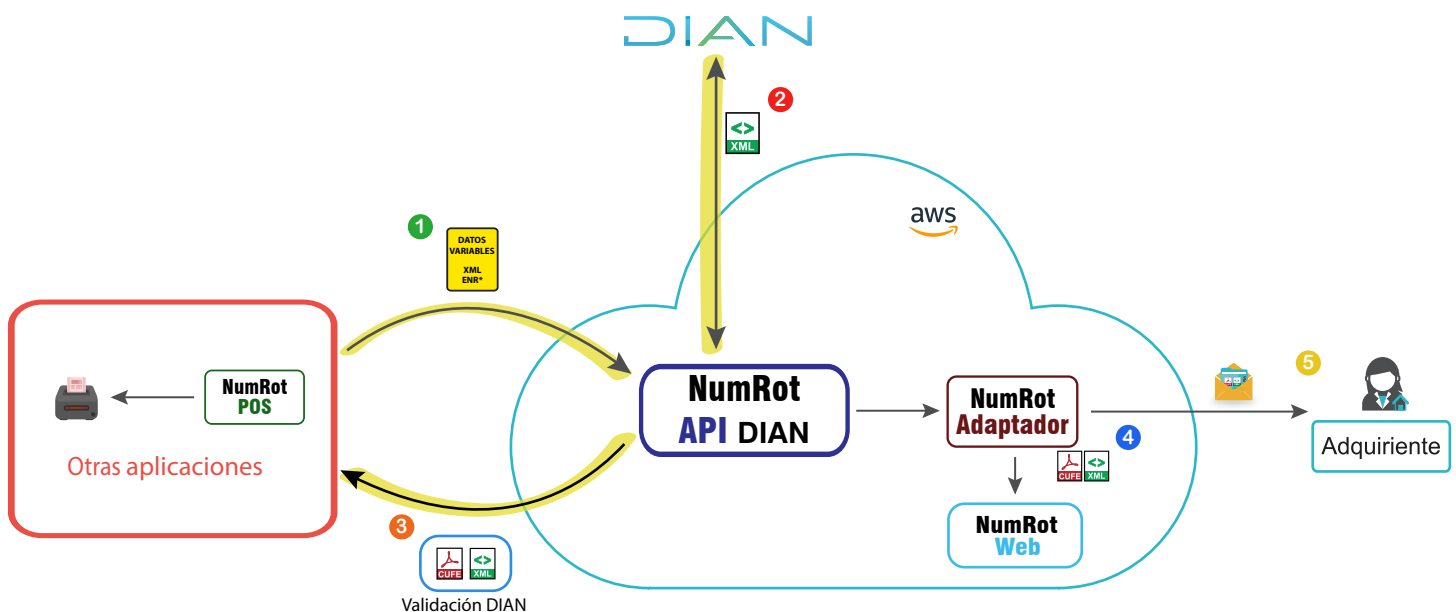 DIAN
2
<>
XML
aws
1
DATOS
VARIABLES
XML
ENR*
NumRot
POS
Otras aplicaciones
NumRot
API DIAN
NumRot
Adaptador
4
CUFE
<>
XML
NumRot
Web
5
Adquiriente
3
CUFE
<>
XML
Validación DIAN